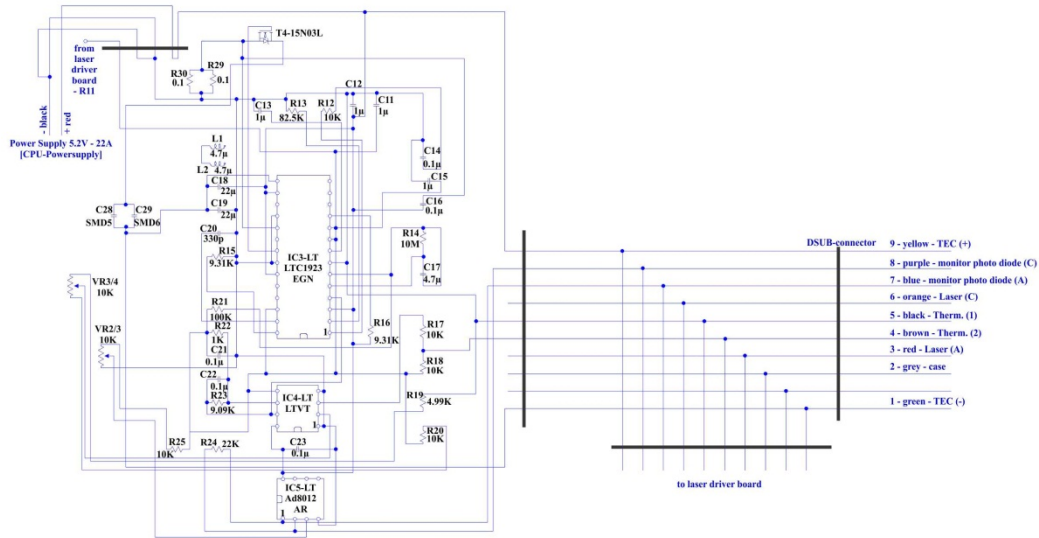 T4-15N03L
from
laser
driver
board
- R11
- black
+ red
Power Supply 5.2V - 22A
[CPU-Powersupply]
R30
0.1
R29
0.1
C13
1µ
R13
82.5K
R12
10K
C12
1µ
C11
1µ
L1
4.7µ
L2
4.7µ
C14
0.1µ
C15
1µ
C16
0.1µ
C18
22µ
C19
22µ
C28
SMD5
C29
SMD6
C20
330p
R15
9.31K
IC3-LT
LTC1923
EGN
1
R14
10M
C17
4.7µ
VR3/4
10K
VR2/3
10K
R21
100K
R22
1K
C21
0.1µ
C22
0.1µ
R23
9.09K
R16
9.31K
R17
10K
R18
10K
R19
4.99K
R20
10K
IC4-LT
LTVT
1
R25
10K
R24
22K
C23
0.1µ
IC5-LT
Ad8012
AR
1
DSUB-connector
9 - yellow - TEC (+)
8 - purple - monitor photo diode (C)
7 - blue - monitor photo diode (A)
6 - orange - Laser (C)
5 - black - Therm. (1)
4 - brown - Therm. (2)
3 - red - Laser (A)
2 - grey - case
1 - green - TEC (-)
to laser driver board